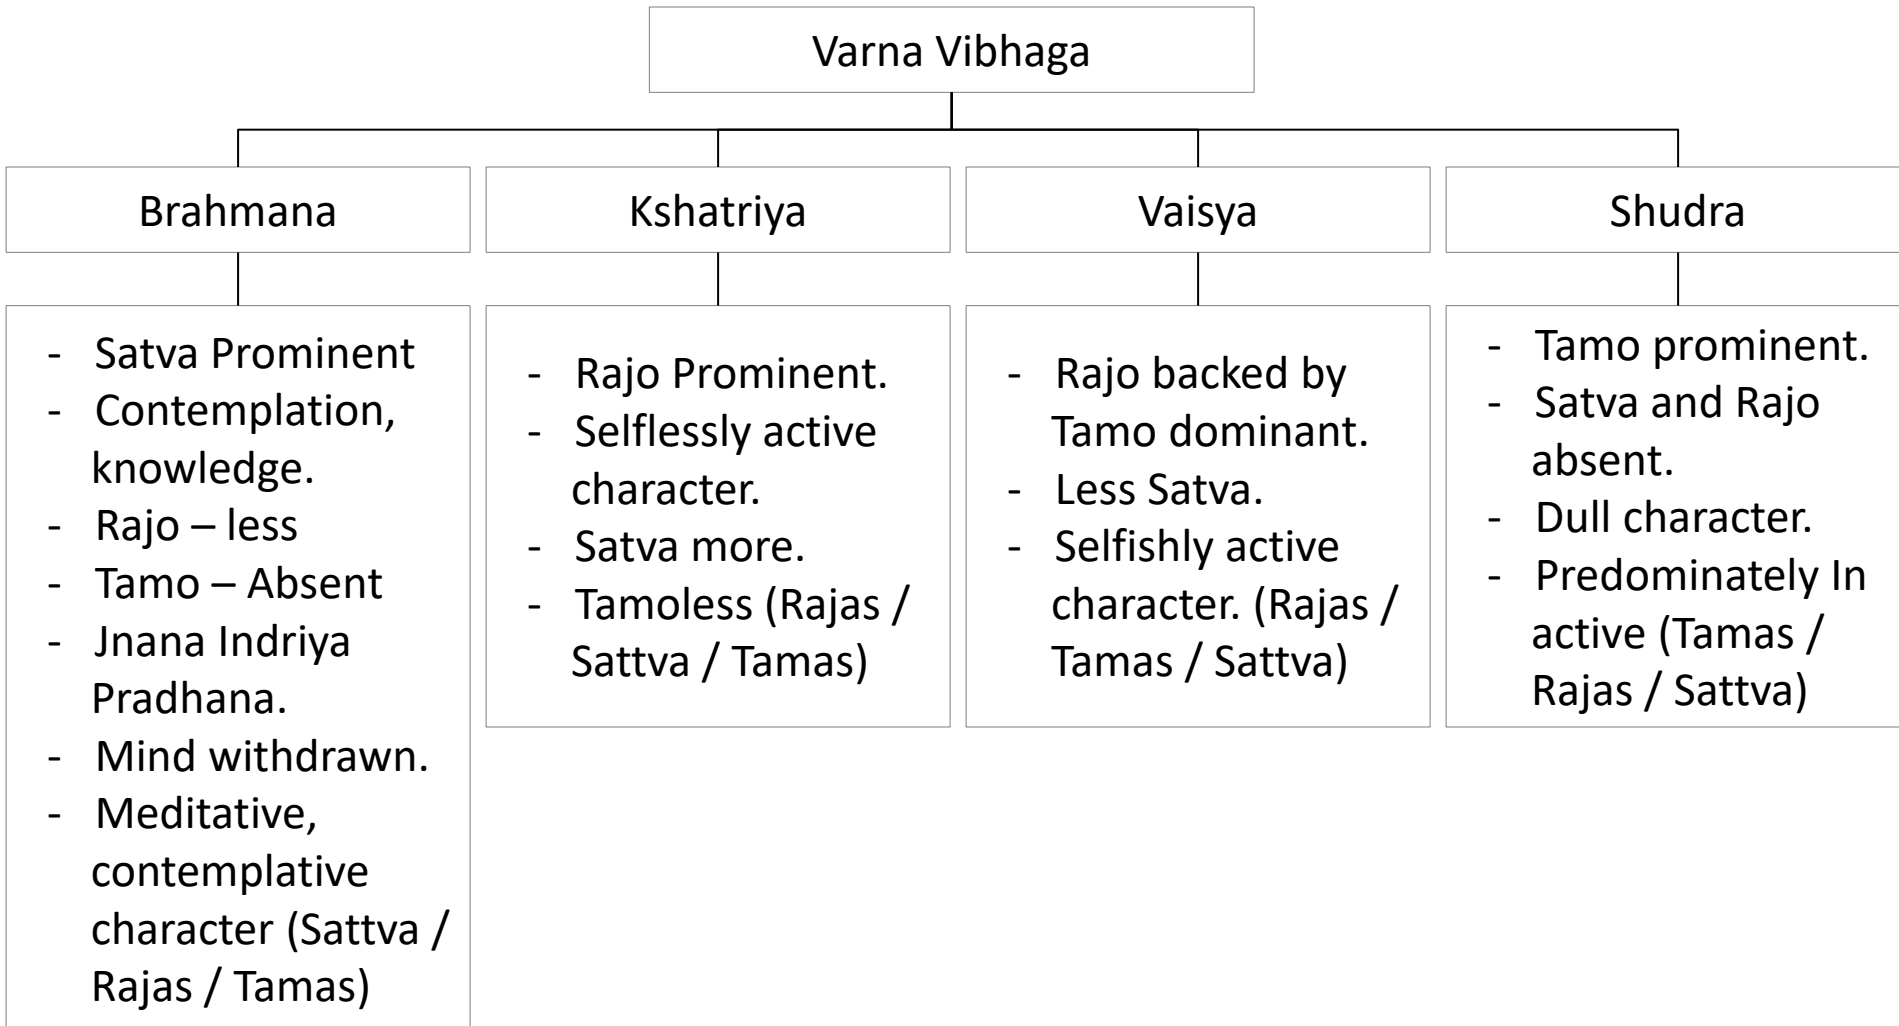 Varna Vibhaga
Brahmana
Kshatriya
Vaisya
Shudra
- Satva Prominent
- Contemplation,
knowledge.
- Rajo – less
- Tamo – Absent
- Jnana Indriya
Pradhana.
- Mind withdrawn.
- Meditative,
contemplative
character (Sattva /
Rajas / Tamas)
- Rajo Prominent.
- Selflessly active
character.
- Satva more.
- Tamoless (Rajas /
Sattva / Tamas)
- Rajo backed by
Tamo dominant.
- Less Satva.
- Selfishly active
character. (Rajas /
Tamas / Sattva)
- Tamo prominent.
- Satva and Rajo
absent.
- Dull character.
- Predominately In
active (Tamas /
Rajas / Sattva)